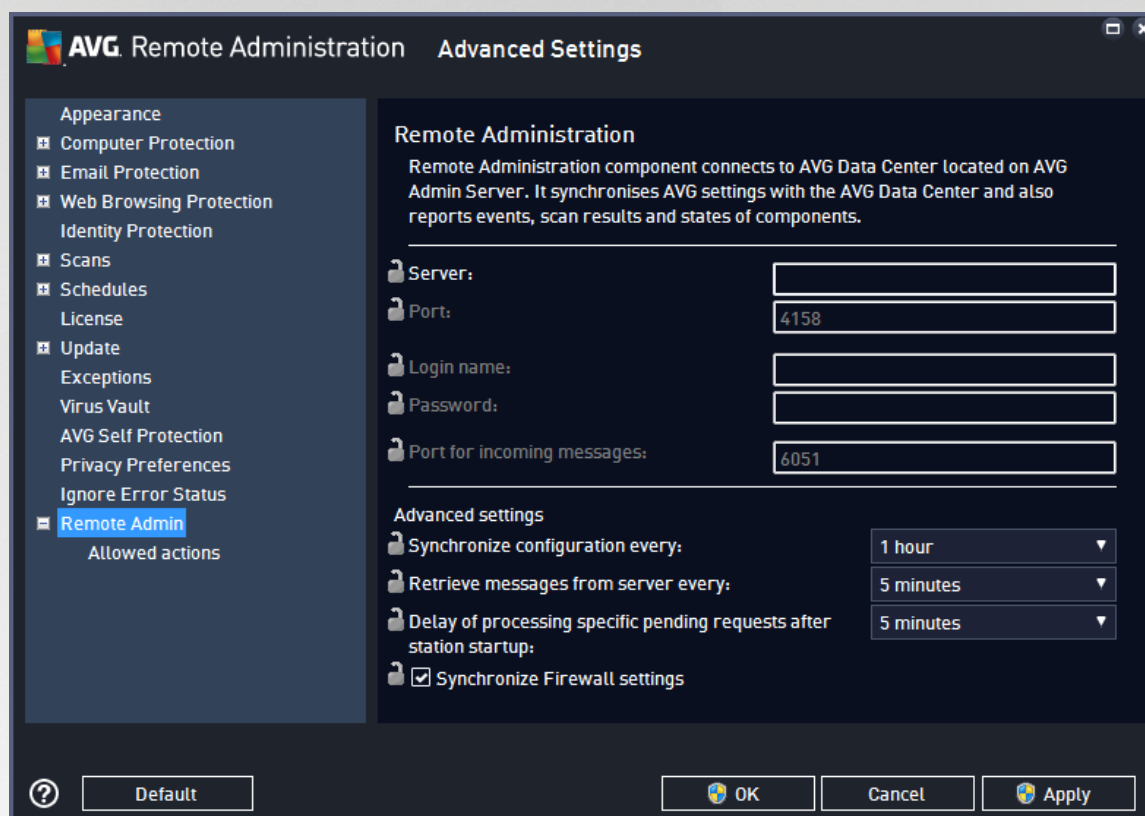 AVG. Remote Administration Advanced Settings
Appearance
Computer Protection
Email Protection
Web Browsing Protection
Identity Protection
Scans
Schedules
License
Update
Exceptions
Virus Vault
AVG Self Protection
Privacy Preferences
Ignore Error Status
Remote Admin
Allowed actions
Remote Administration
Remote Administration component connects to AVG Data Center located on AVG
Admin Server. It synchronises AVG settings with the AVG Data Center and also
reports events, scan results and states of components.
Server:
Port: 4158
Login name:
Password:
Port for incoming messages: 6051
Advanced settings
Synchronize configuration every: 1 hour
Retrieve messages from server every: 5 minutes
Delay of processing specific pending requests after 5 minutes
station startup:
Synchronize Firewall settings
? Default OK Cancel Apply